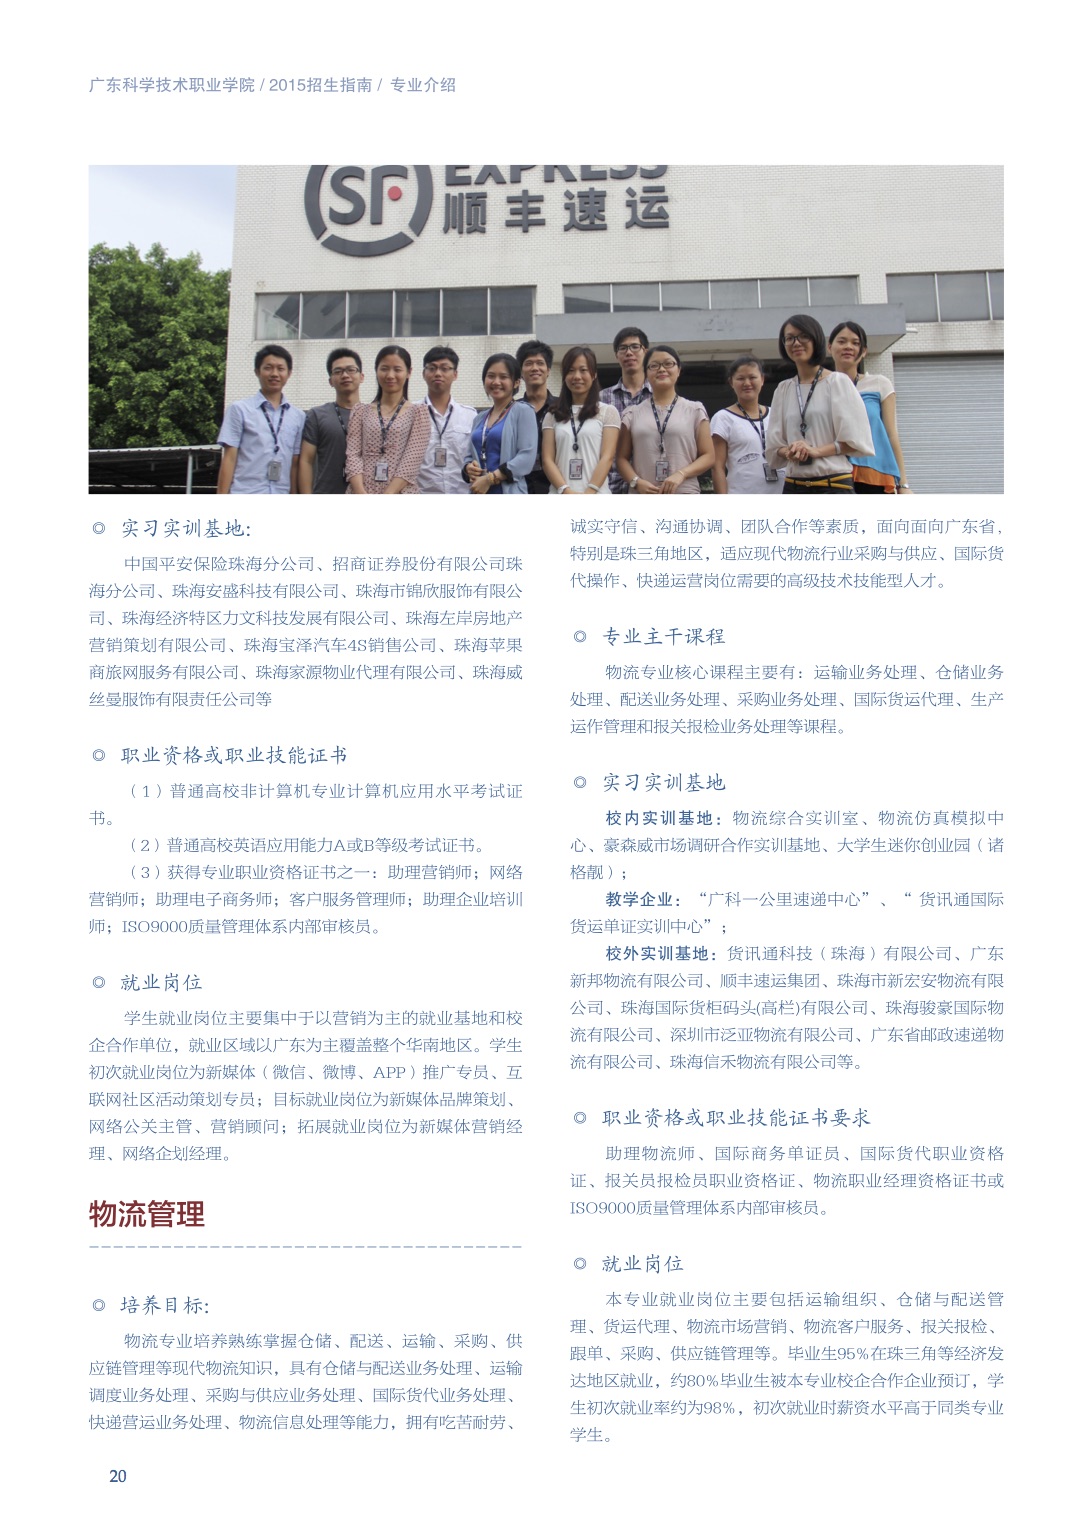 广东科学技术职业学院 / 2015招生指南 / 专业介绍
SF EXPRESS
顺丰速运
◎ 实习实训基地:
中国平安保险珠海分公司、招商证券股份有限公司珠
海分公司、珠海安盛科技有限公司、珠海市锦欣服饰有限公
司、珠海经济特区力文科技发展有限公司、珠海左岸房地产
营销策划有限公司、珠海宝泽汽车4S销售公司、珠海苹果
商旅网服务有限公司、珠海家源物业代理有限公司、珠海威
丝曼服饰有限责任公司等
◎ 职业资格或职业技能证书
（1）普通高校非计算机专业计算机应用水平考试证
书。
（2）普通高校英语应用能力A或B等级考试证书。
（3）获得专业职业资格证书之一：助理营销师；网络
营销师；助理电子商务师；客户服务管理师；助理企业培训
师；ISO9000质量管理体系内部审核员。
◎ 就业岗位
学生就业岗位主要集中于以营销为主的就业基地和校
企合作单位，就业区域以广东为主覆盖整个华南地区。学生
初次就业岗位为新媒体（微信、微博、APP）推广专员、互
联网社区活动策划专员；目标就业岗位为新媒体品牌策划、
网络公关主管、营销顾问；拓展就业岗位为新媒体营销经
理、网络企划经理。
物流管理
◎ 培养目标:
物流专业培养熟练掌握仓储、配送、运输、采购、供
应链管理等现代物流知识，具有仓储与配送业务处理、运输
调度业务处理、采购与供应业务处理、国际货代业务处理、
快递营运业务处理、物流信息处理等能力，拥有吃苦耐劳、
诚实守信、沟通协调、团队合作等素质，面向面向广东省，
特别是珠三角地区，适应现代物流行业采购与供应、国际货
代操作、快递运营岗位需要的高级技术技能型人才。
◎ 专业主干课程
物流专业核心课程主要有：运输业务处理、仓储业务
处理、配送业务处理、采购业务处理、国际货运代理、生产
运作管理和报关报检业务处理等课程。
◎ 实习实训基地
校内实训基地：物流综合实训室、物流仿真模拟中
心、豪森威市场调研合作实训基地、大学生迷你创业园（诸
格靓）；
教学企业：“广科一公里速递中心”、“ 货讯通国际
货运单证实训中心”；
校外实训基地：货讯通科技（珠海）有限公司、广东
新邦物流有限公司、顺丰速运集团、珠海市新宏安物流有限
公司、珠海国际货柜码头(高栏)有限公司、珠海骏豪国际物
流有限公司、深圳市泛亚物流有限公司、广东省邮政速递物
流有限公司、珠海信禾物流有限公司等。
◎ 职业资格或职业技能证书要求
助理物流师、国际商务单证员、国际货代职业资格
证、报关员报检员职业资格证、物流职业经理资格证书或
ISO9000质量管理体系内部审核员。
◎ 就业岗位
本专业就业岗位主要包括运输组织、仓储与配送管
理、货运代理、物流市场营销、物流客户服务、报关报检、
跟单、采购、供应链管理等。毕业生95%在珠三角等经济发
达地区就业，约80%毕业生被本专业校企合作企业预订，学
生初次就业率约为98%，初次就业时薪资水平高于同类专业
学生。
20